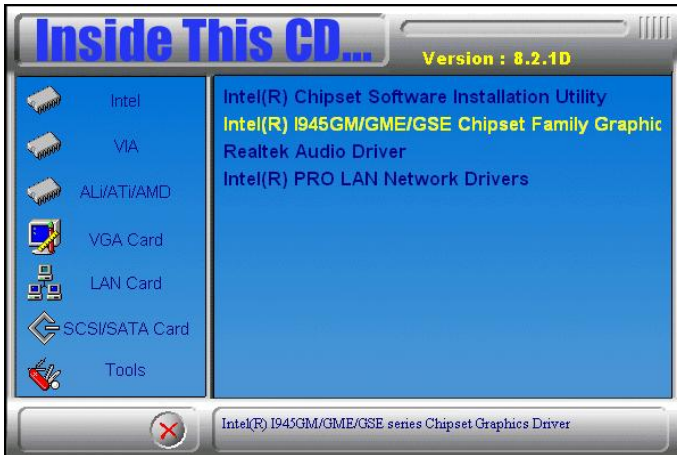 Inside This CD...
Version : 8.2.1D
Intel
VIA
ALi/ATi/AMD
VGA Card
LAN Card
SCSI/SATA Card
Tools
Intel(R) Chipset Software Installation Utility
Intel(R) I945GM/GME/GSE Chipset Family Graphic
Realtek Audio Driver
Intel(R) PRO LAN Network Drivers
Intel(R) I945GM/GME/GSE series Chipset Graphics Driver